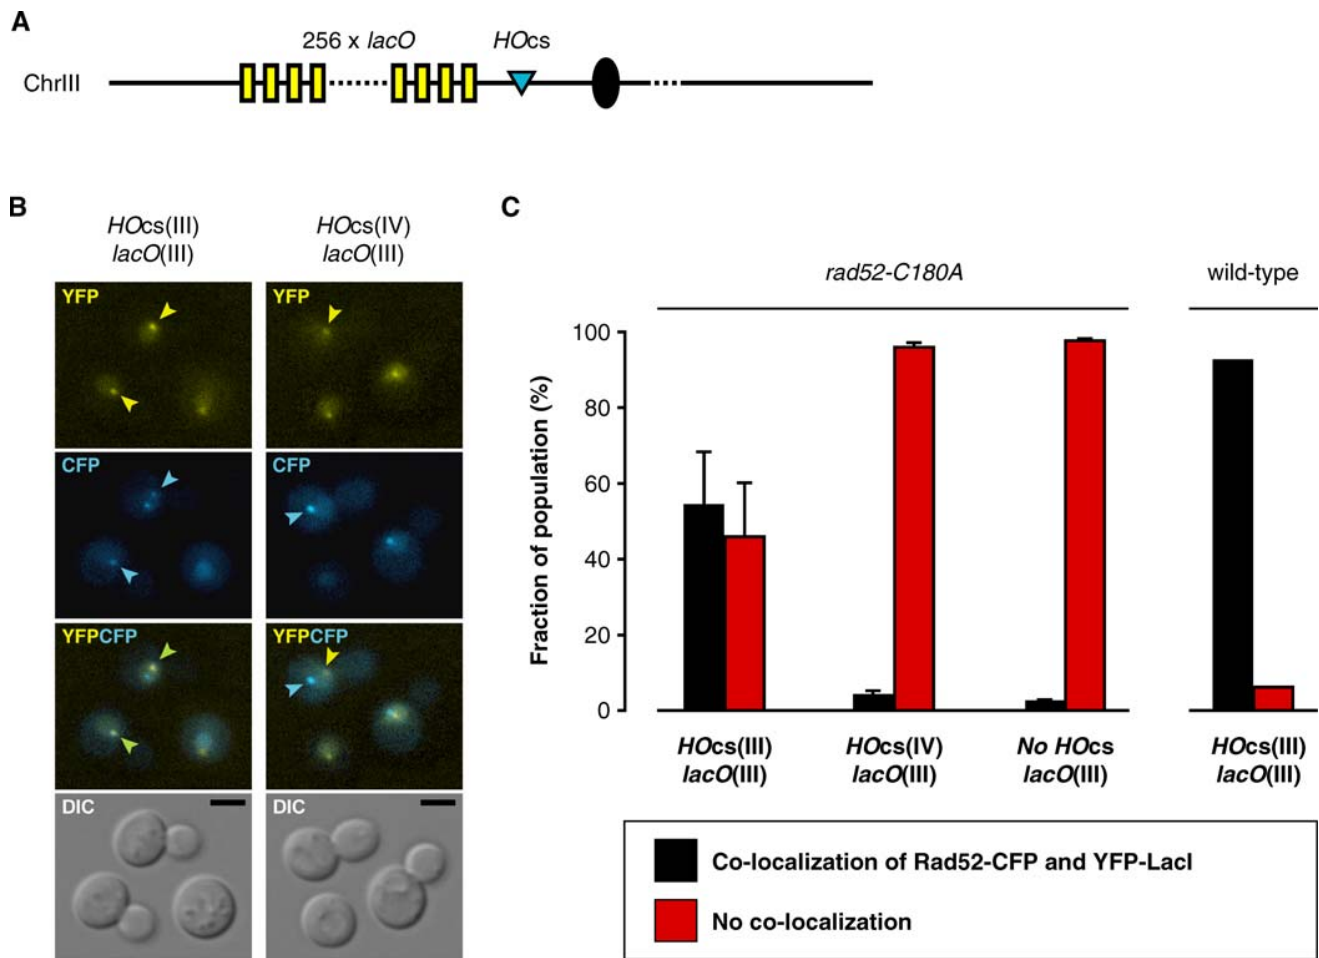 A
256 x lacO
HOcs
ChrIII
B
HOcs(III)
lacO(III)
HOcs(IV)
lacO(III)
YFP
YFP
CFP
CFP
YFPCFP
YFPCFP
DIC
DIC
C
rad52-C180A
wild-type
Fraction of population (%)
100
80
60
40
20
0
HOcs(III)
lacO(III)
HOcs(IV)
lacO(III)
No HOcs
lacO(III)
HOcs(III)
lacO(III)
Co-localization of Rad52-CFP and YFP-LacI
No co-localization